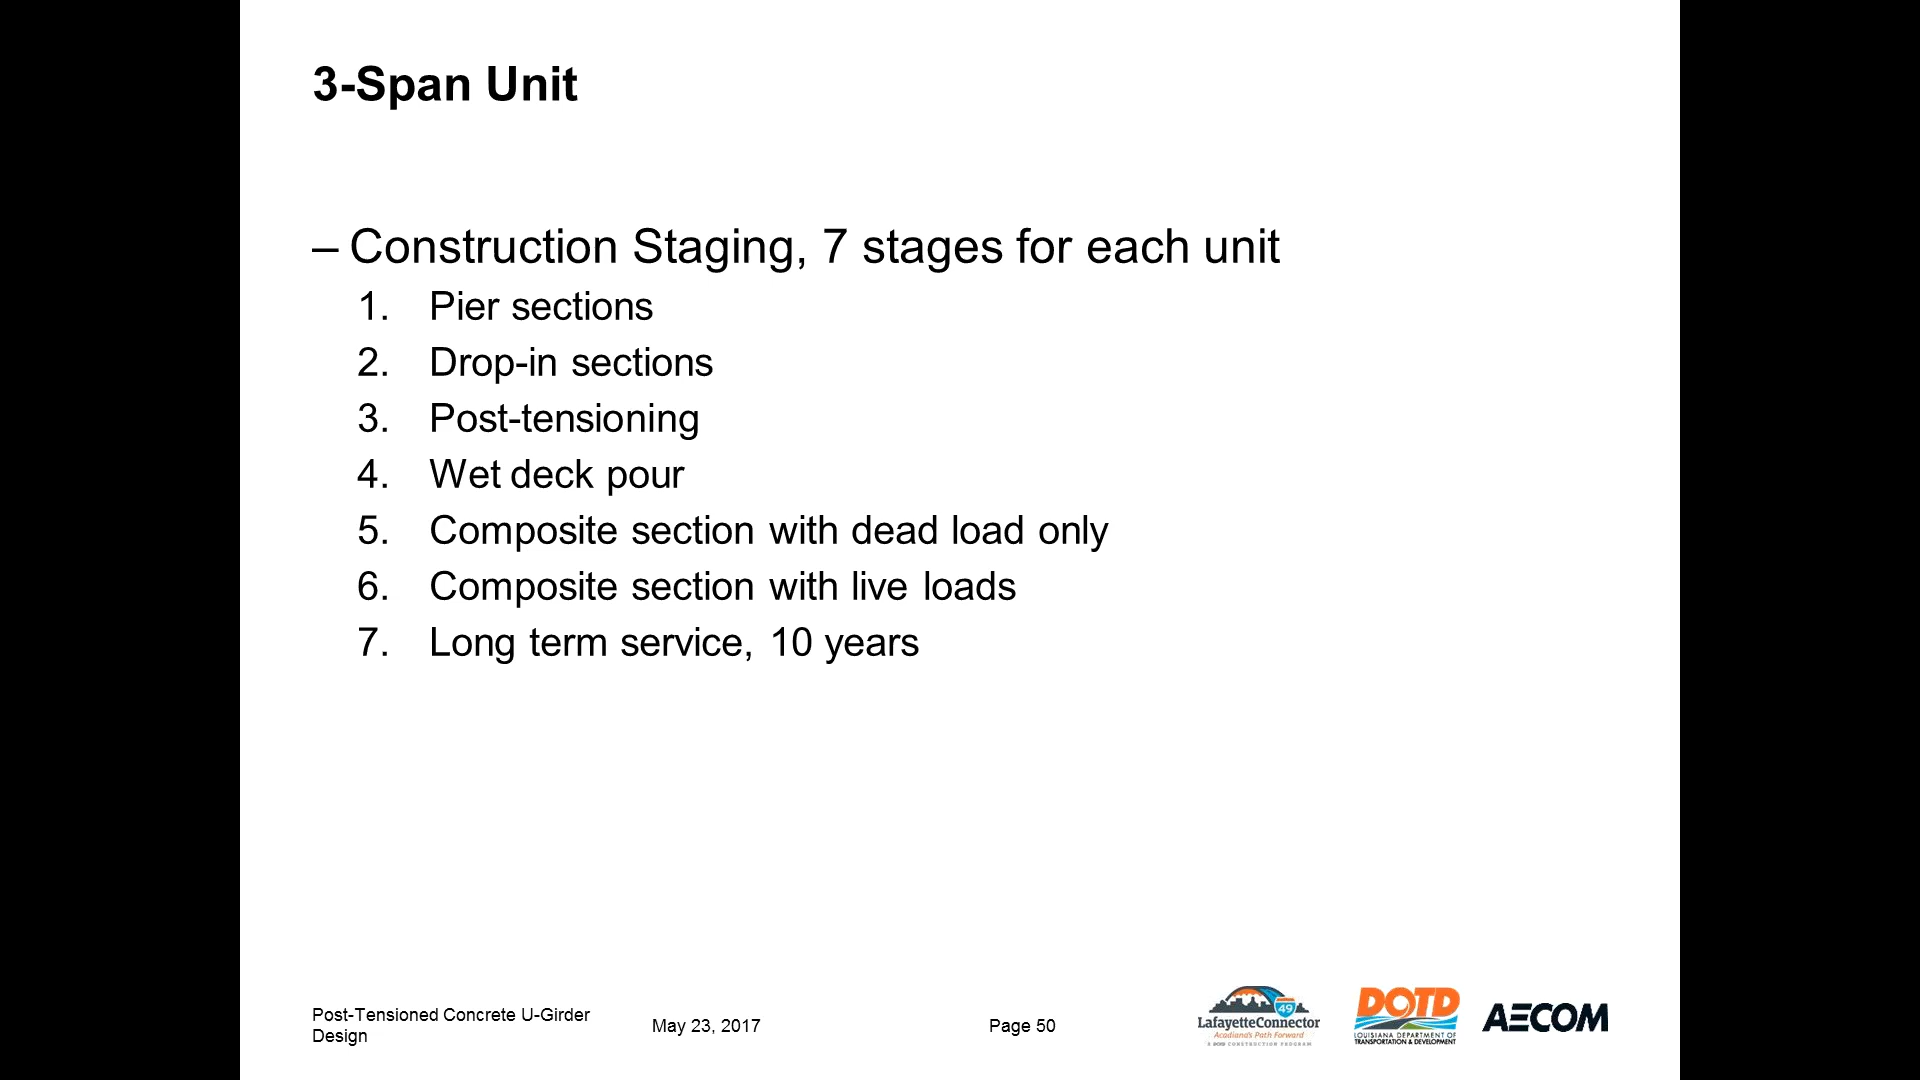 3-Span Unit
– Construction Staging, 7 stages for each unit
1. Pier sections
2. Drop-in sections
3. Post-tensioning
4. Wet deck pour
5. Composite section with dead load only
6. Composite section with live loads
7. Long term service, 10 years
Post-Tensioned Concrete U-Girder
Design
May 23, 2017
Page 50
49
LafayetteConnector
Acadiana's Path Forward
A DOTD CONSTRUCTION PROGRAM
DOTD
LOUISIANA DEPARTMENT OF
TRANSPORTATION & DEVELOPMENT
AECOM